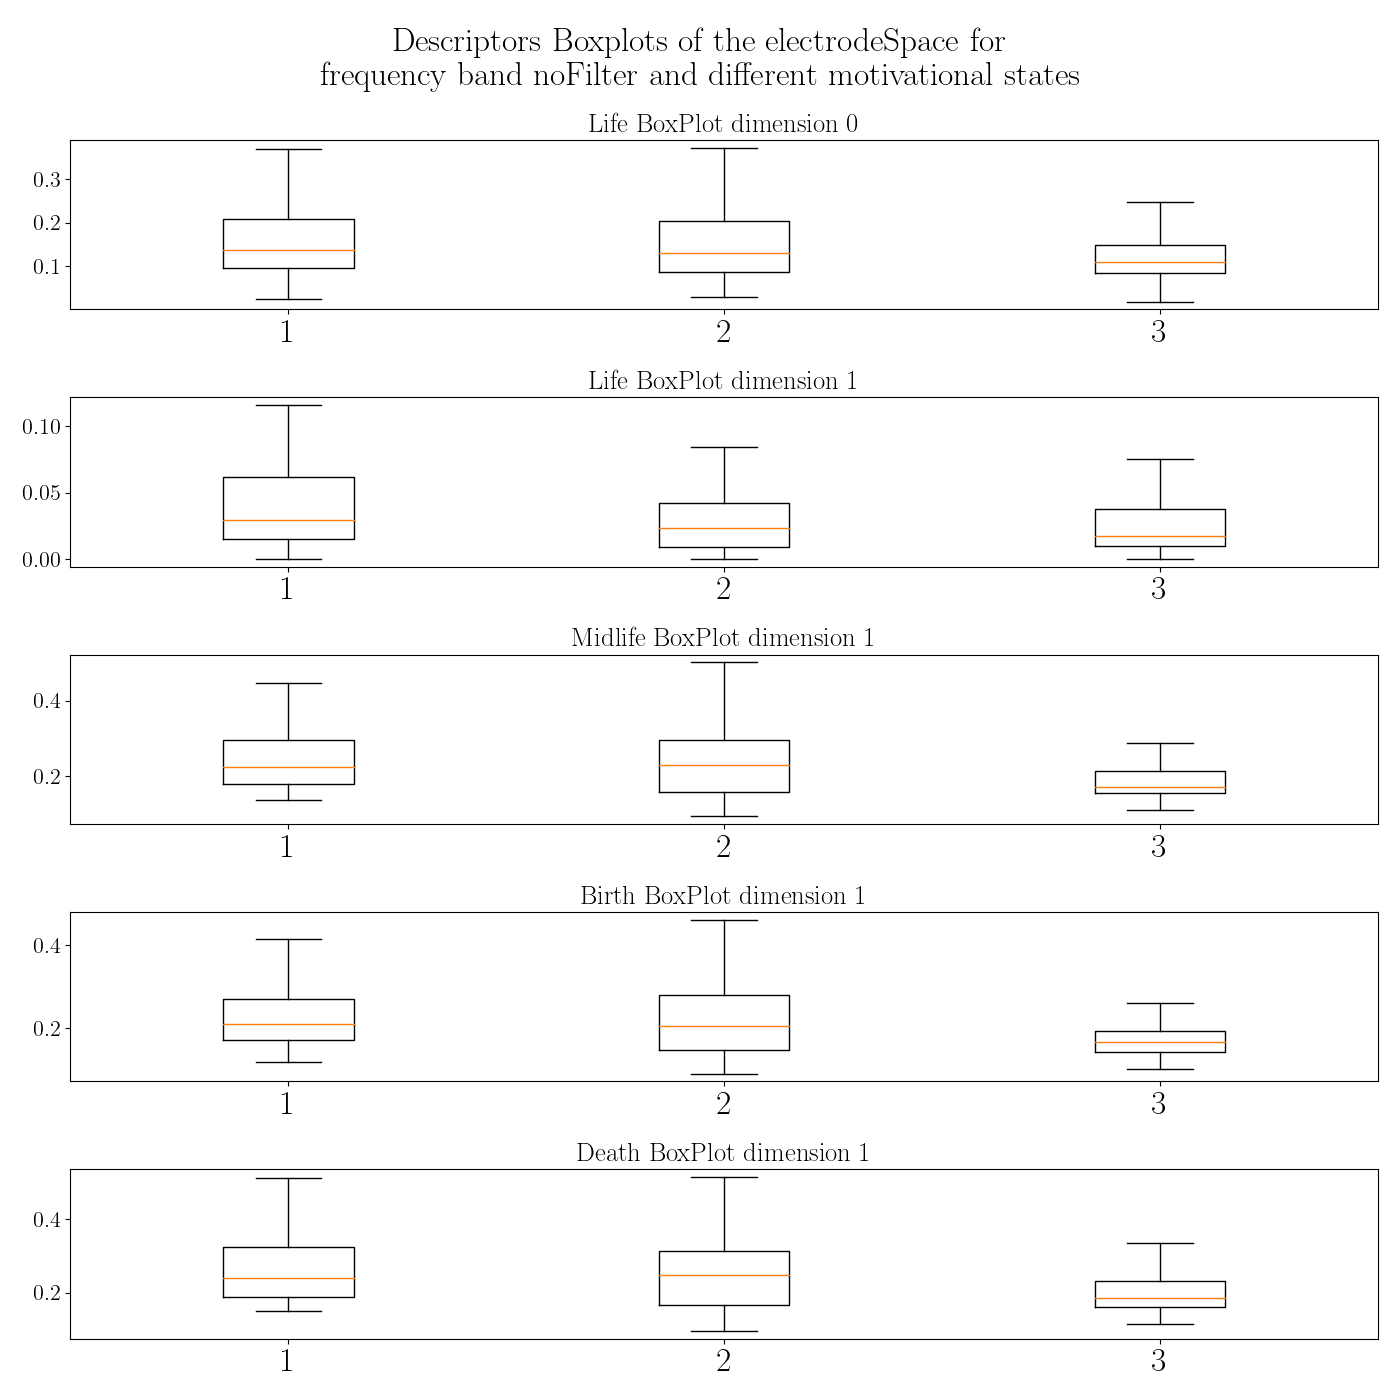 Descriptors Boxplots of the electrodeSpace for
frequency band noFilter and different motivational states
Life BoxPlot dimension 0
0.3
0.2
0.1
1 2 3
Life BoxPlot dimension 1
0.10
0.05
0.00
1 2 3
Midlife BoxPlot dimension 1
0.4
0.2
1 2 3
Birth BoxPlot dimension 1
0.4
0.2
1 2 3
Death BoxPlot dimension 1
0.4
0.2
1 2 3